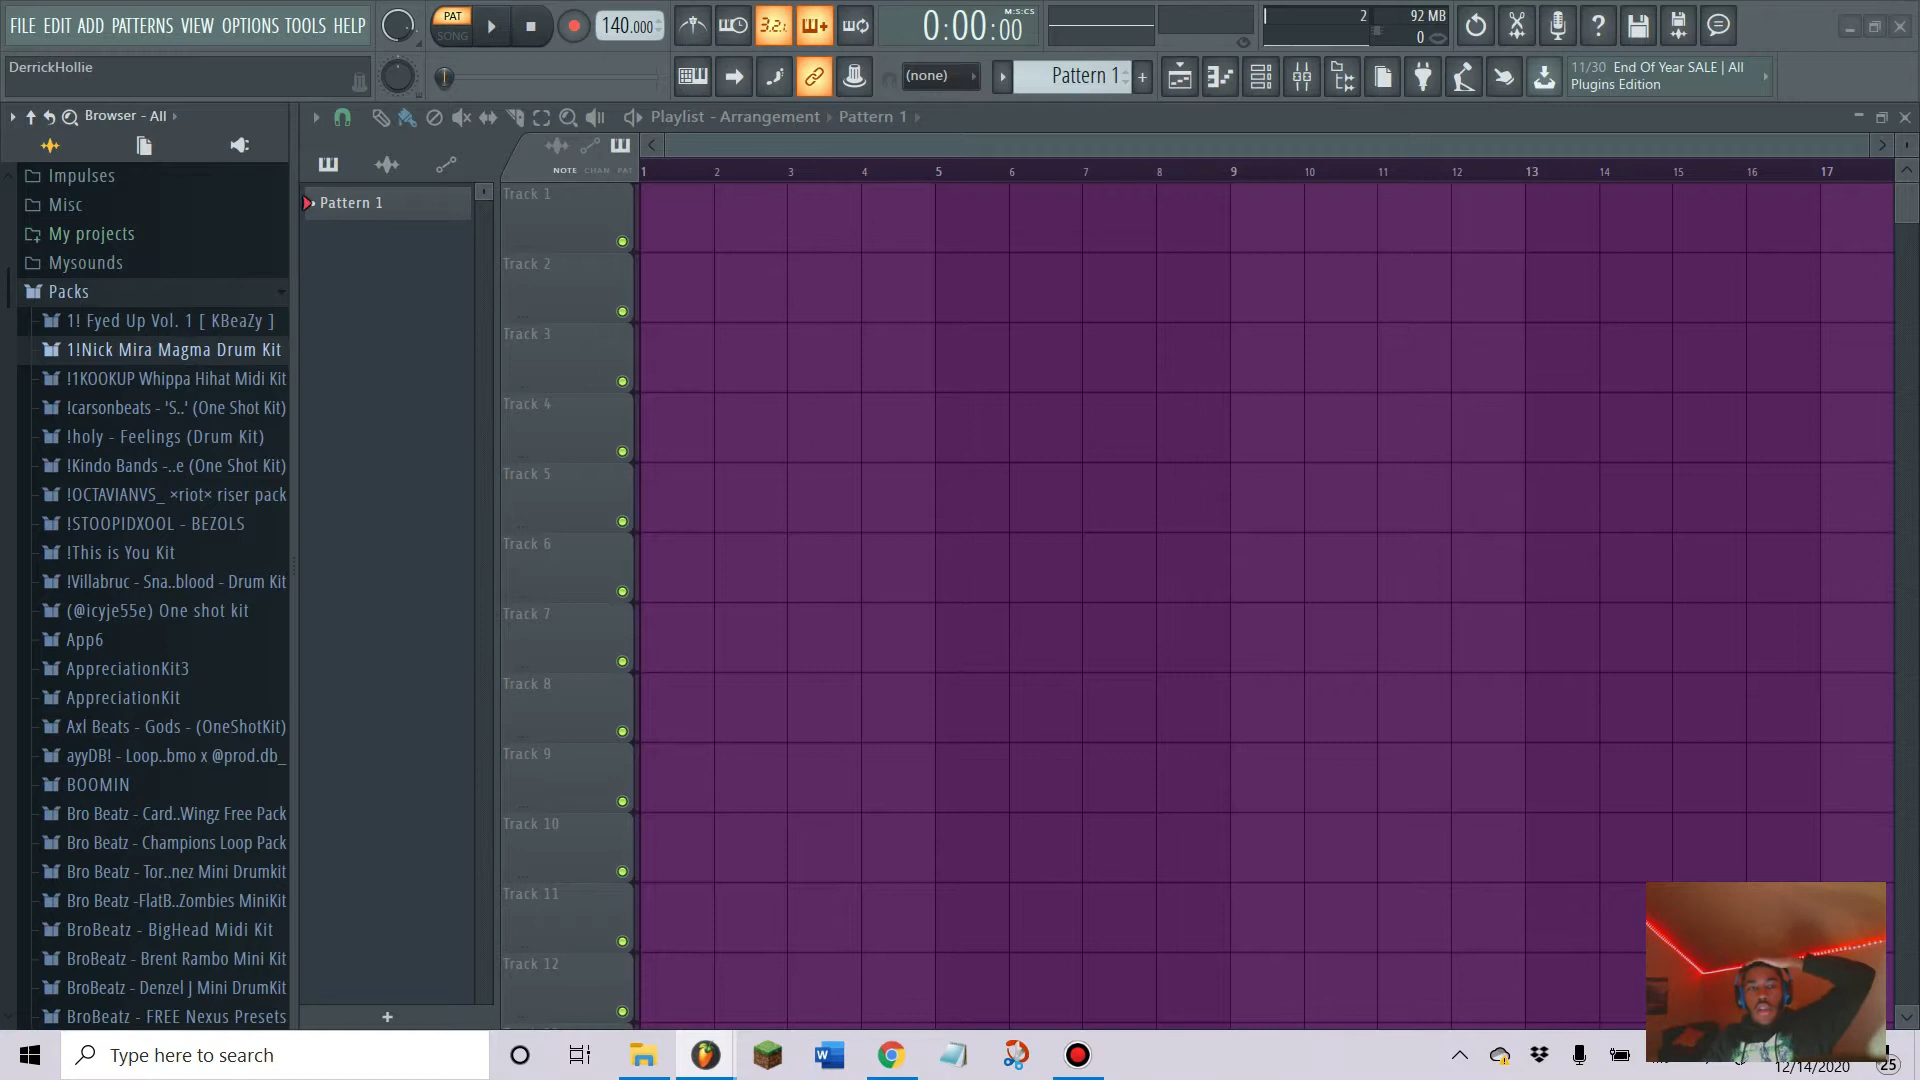 FILE EDIT ADD PATTERNS VIEW OPTIONS TOOLS HELP
PAT
SONG
140.000
3.2.
0:00:00
M:S:CS
2
92 MB
0
DerrickHollie
(none)
Pattern 1
+
11/30 End Of Year SALE | All
Plugins Edition
Browser - All
Playlist - Arrangement › Pattern 1 ›
NOTE CHAN PAT
1 2 3 4 5 6 7 8 9 10 11 12 13 14 15 16 17
Impulses
Misc
My projects
Mysounds
Packs
1! Fyed Up Vol. 1 [ KBeaZy ]
1!Nick Mira Magma Drum Kit
!1KOOKUP Whippa Hihat Midi Kit
!carsonbeats - 'S..' (One Shot Kit)
!holy - Feelings (Drum Kit)
!Kindo Bands -..e (One Shot Kit)
!OCTAVIANVS_ ×riot× riser pack
!STOOPIDXOOL - BEZOLS
!This is You Kit
!Villabruc - Sna..blood - Drum Kit
(@icyje55e) One shot kit
App6
AppreciationKit3
AppreciationKit
Axl Beats - Gods - (OneShotKit)
ayyDB! - Loop..bmo x @prod.db_
BOOMIN
Bro Beatz - Card..Wingz Free Pack
Bro Beatz - Champions Loop Pack
Bro Beatz - Tor..nez Mini Drumkit
Bro Beatz -FlatB..Zombies MiniKit
BroBeatz - BigHead Midi Kit
BroBeatz - Brent Rambo Mini Kit
BroBeatz - Denzel J Mini DrumKit
BroBeatz - FREE Nexus Presets
Pattern 1
+
Track 1
Track 2
Track 3
Track 4
Track 5
Track 6
Track 7
Track 8
Track 9
Track 10
Track 11
Track 12
Type here to search
12/14/2020
25